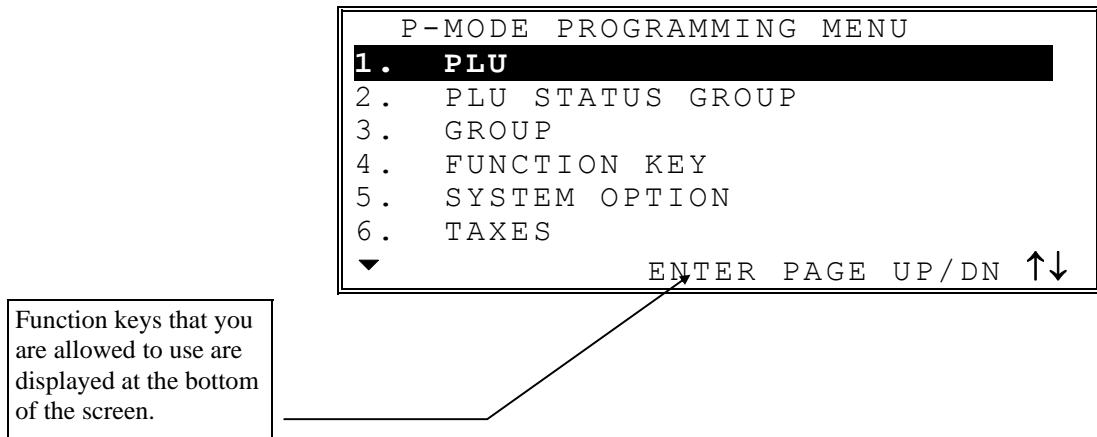 P-MODE PROGRAMMING MENU
1. PLU
2. PLU STATUS GROUP
3. GROUP
4. FUNCTION KEY
5. SYSTEM OPTION
6. TAXES
▼ ENTER PAGE UP/DN ↑↓
Function keys that you
are allowed to use are
displayed at the bottom
of the screen.